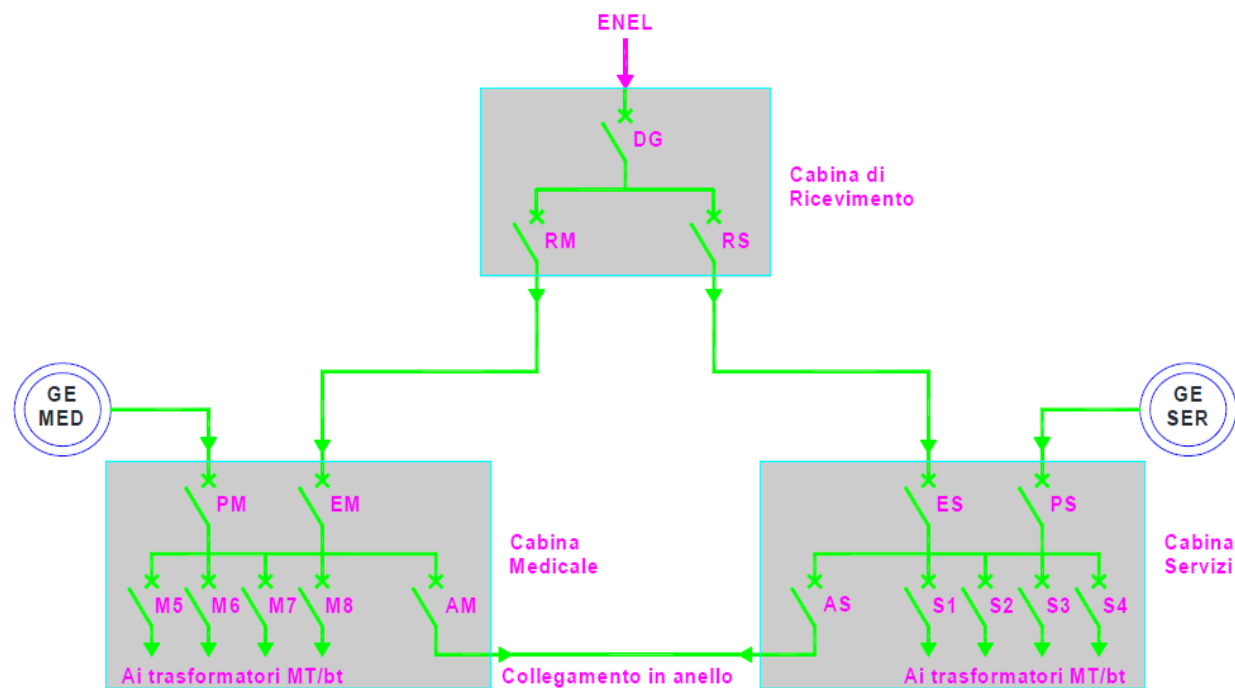 ENEL
DG
Cabina di
Ricevimento
RM
RS
GE
MED
GE
SER
PM
EM
ES
PS
Cabina
Medicale
Cabina
Servizi
M5
M6
M7
M8
AM
AS
S1
S2
S3
S4
Ai trasformatori MT/bt
Collegamento in anello
Ai trasformatori MT/bt